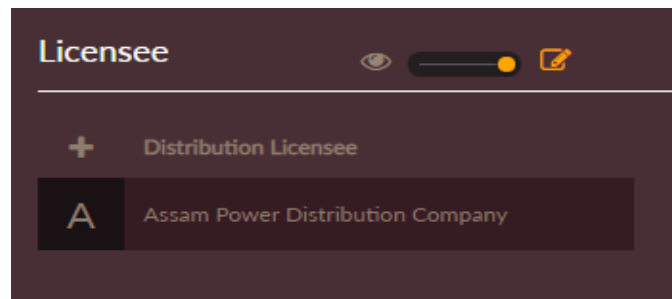 Licensee
Distribution Licensee
A
Assam Power Distribution Company